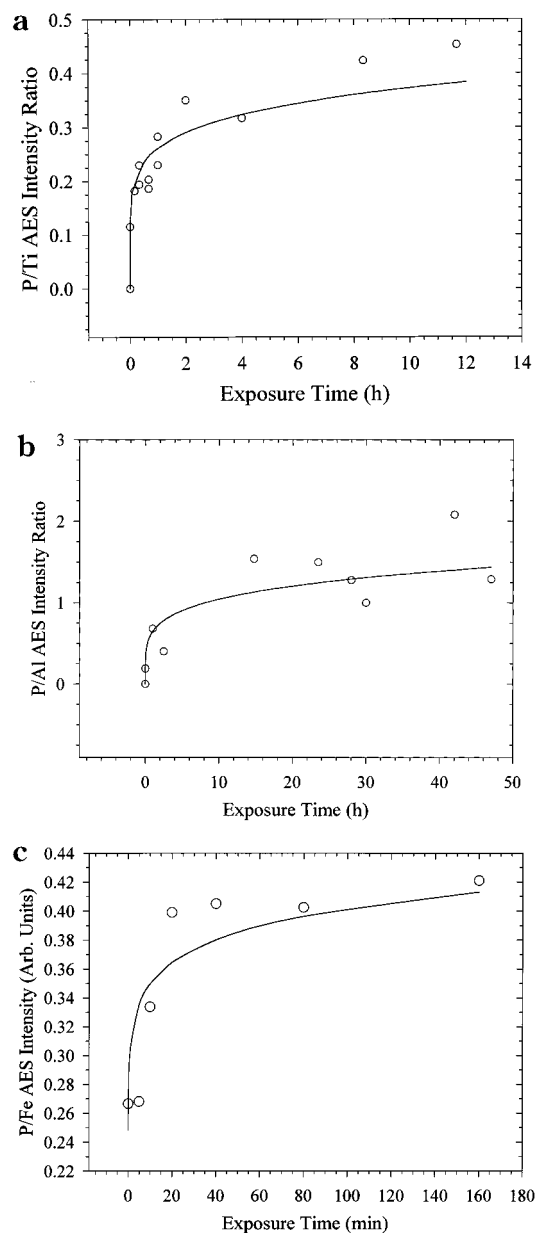 a
0.5
0.4
0.3
0.2
0.1
0.0
P/Ti AES Intensity Ratio
0 2 4 6 8 10 12 14
Exposure Time (h)
b
3
2
1
0
P/Al AES Intensity Ratio
0 10 20 30 40 50
Exposure Time (h)
c
0.44
0.42
0.40
0.38
0.36
0.34
0.32
0.30
0.28
0.26
0.24
0.22
P/Fe AES Intensity (Arb. Units)
0 20 40 60 80 100 120 140 160 180
Exposure Time (min)